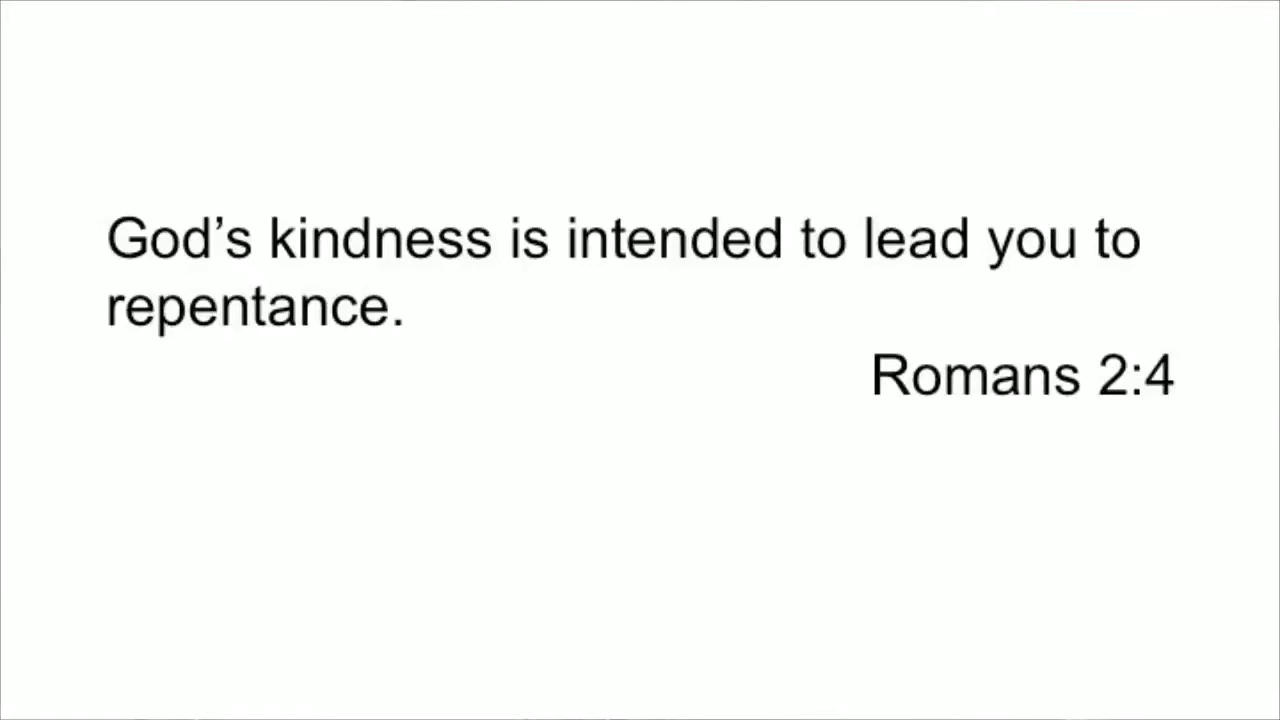 God’s kindness is intended to lead you to
repentance.
Romans 2:4